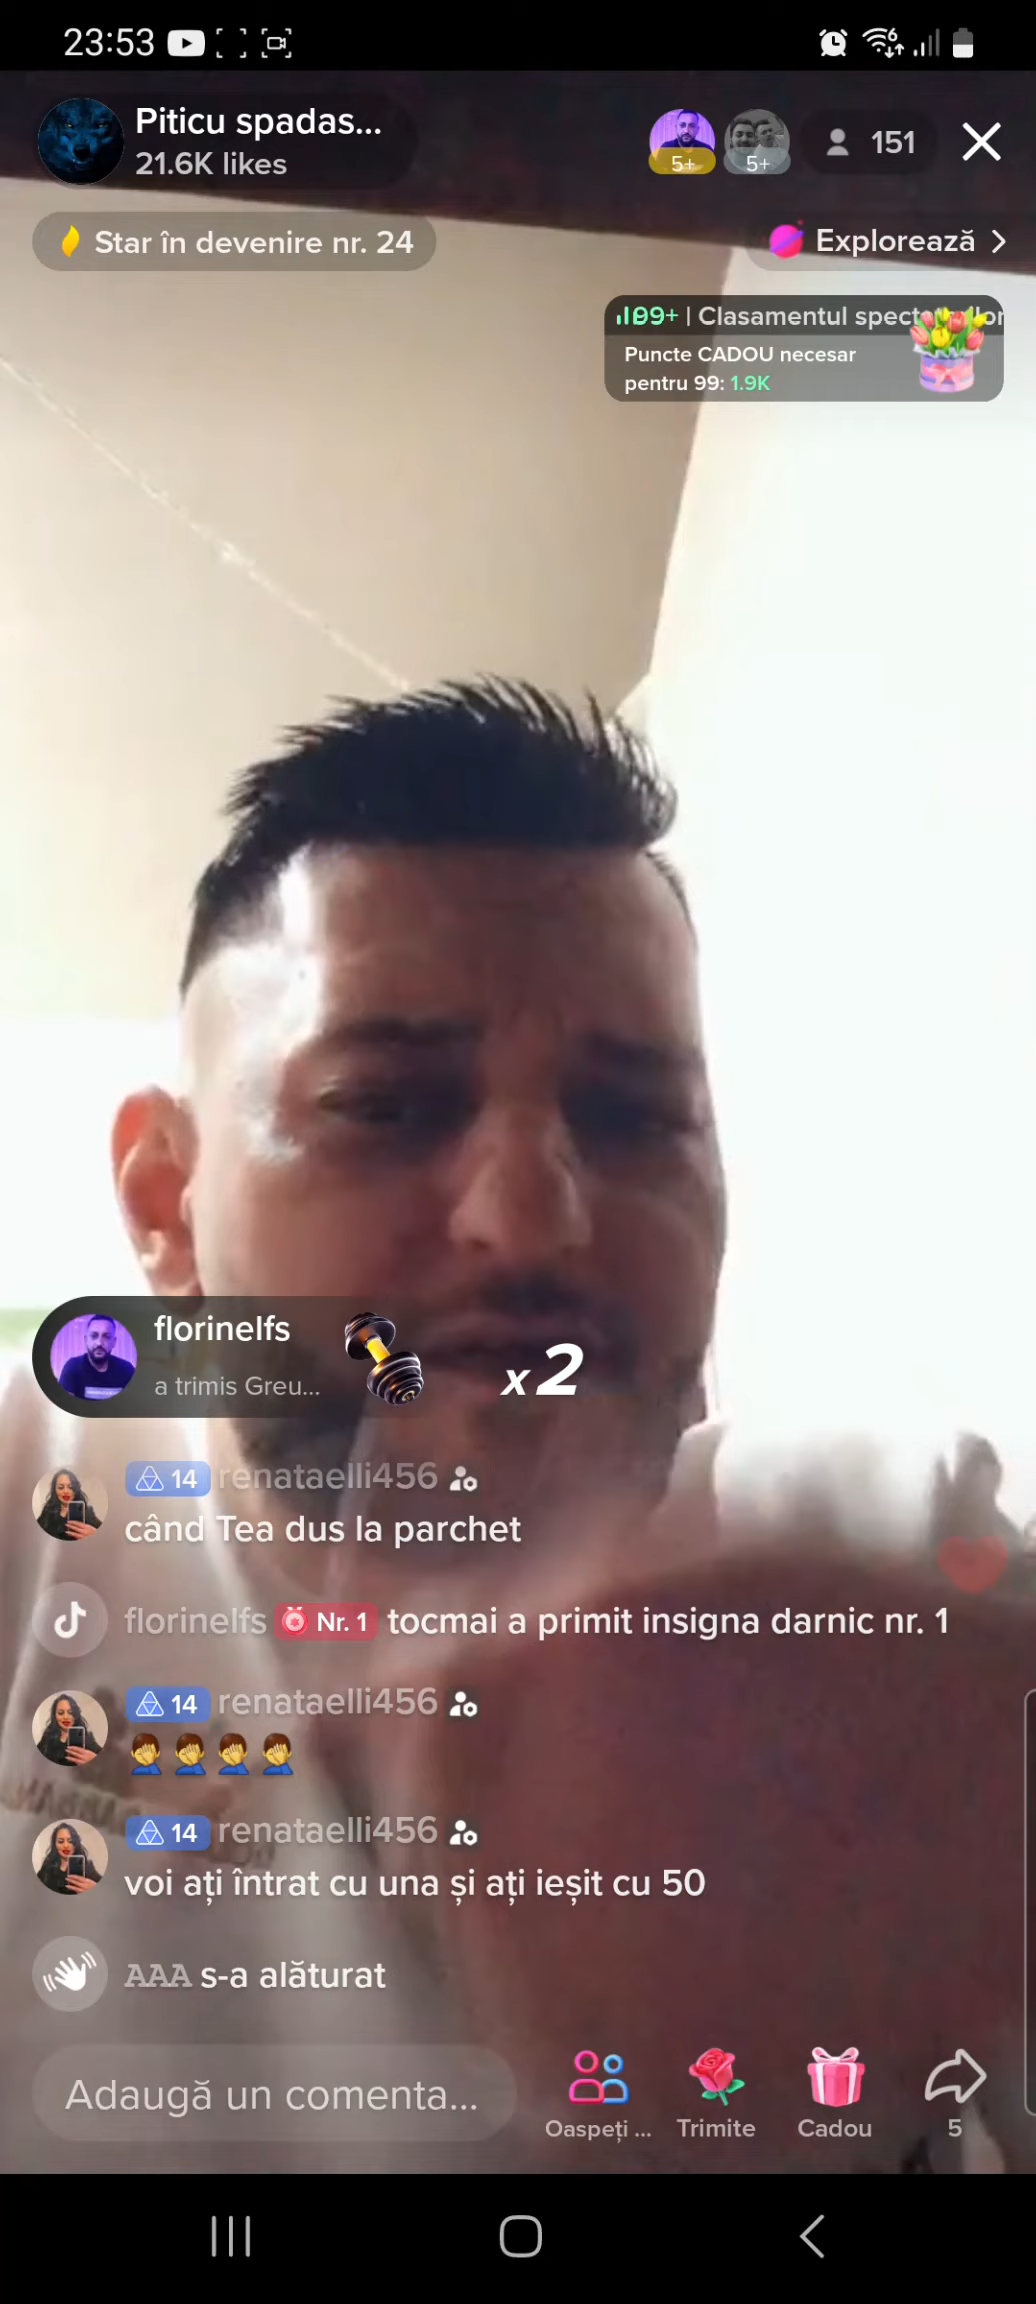 23:53
Piticu spadas...
21.6K likes
5+
5+
151
Star în devenire nr. 24
Explorează
99+ | Clasamentul
Puncte CADOU necesar
pentru 99: 1.9K
florinelfs
a trimis Greu...
x2
14 renataelli456
când Tea dus la parchet
florinelfs Nr. 1 tocmai a primit insigna darnic nr. 1
14 renataelli456
🤦‍♂️🤦‍♂️🤦‍♂️🤦‍♂️
14 renataelli456
voi ați întrat cu una și ați ieșit cu 50
AAA s-a alăturat
Adaugă un comenta...
Oaspeți ...
Trimite
Cadou
5